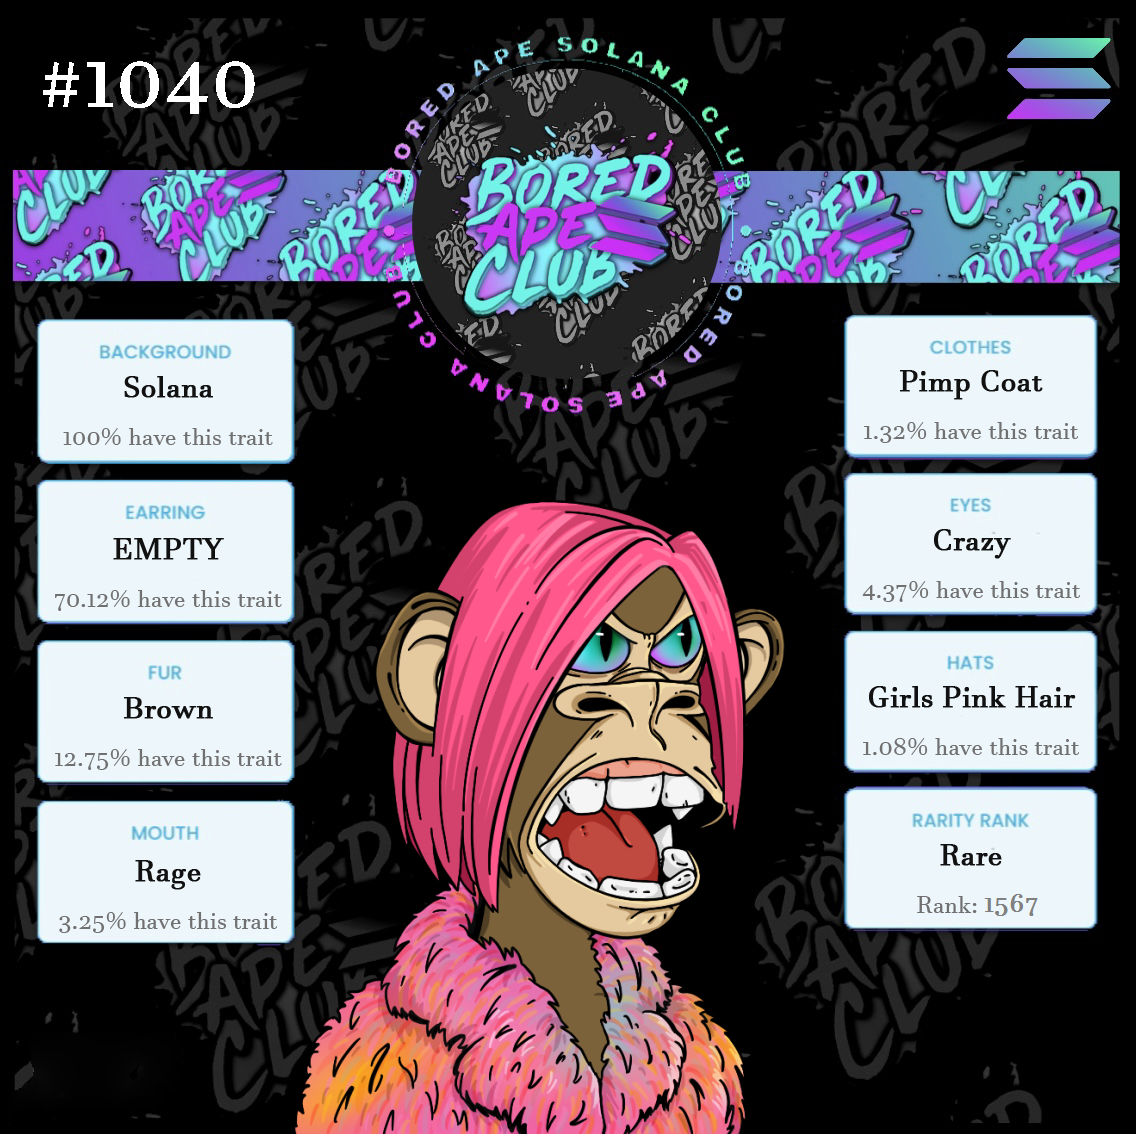 #1040
BORED APE SOLANA CLUB
BORED APE SOLANA CLUB
BORED
APE
CLUB
BACKGROUND
Solana
100% have this trait
EARRING
EMPTY
70.12% have this trait
FUR
Brown
12.75% have this trait
MOUTH
Rage
3.25% have this trait
CLOTHES
Pimp Coat
1.32% have this trait
EYES
Crazy
4.37% have this trait
HATS
Girls Pink Hair
1.08% have this trait
RARITY RANK
Rare
Rank: 1567